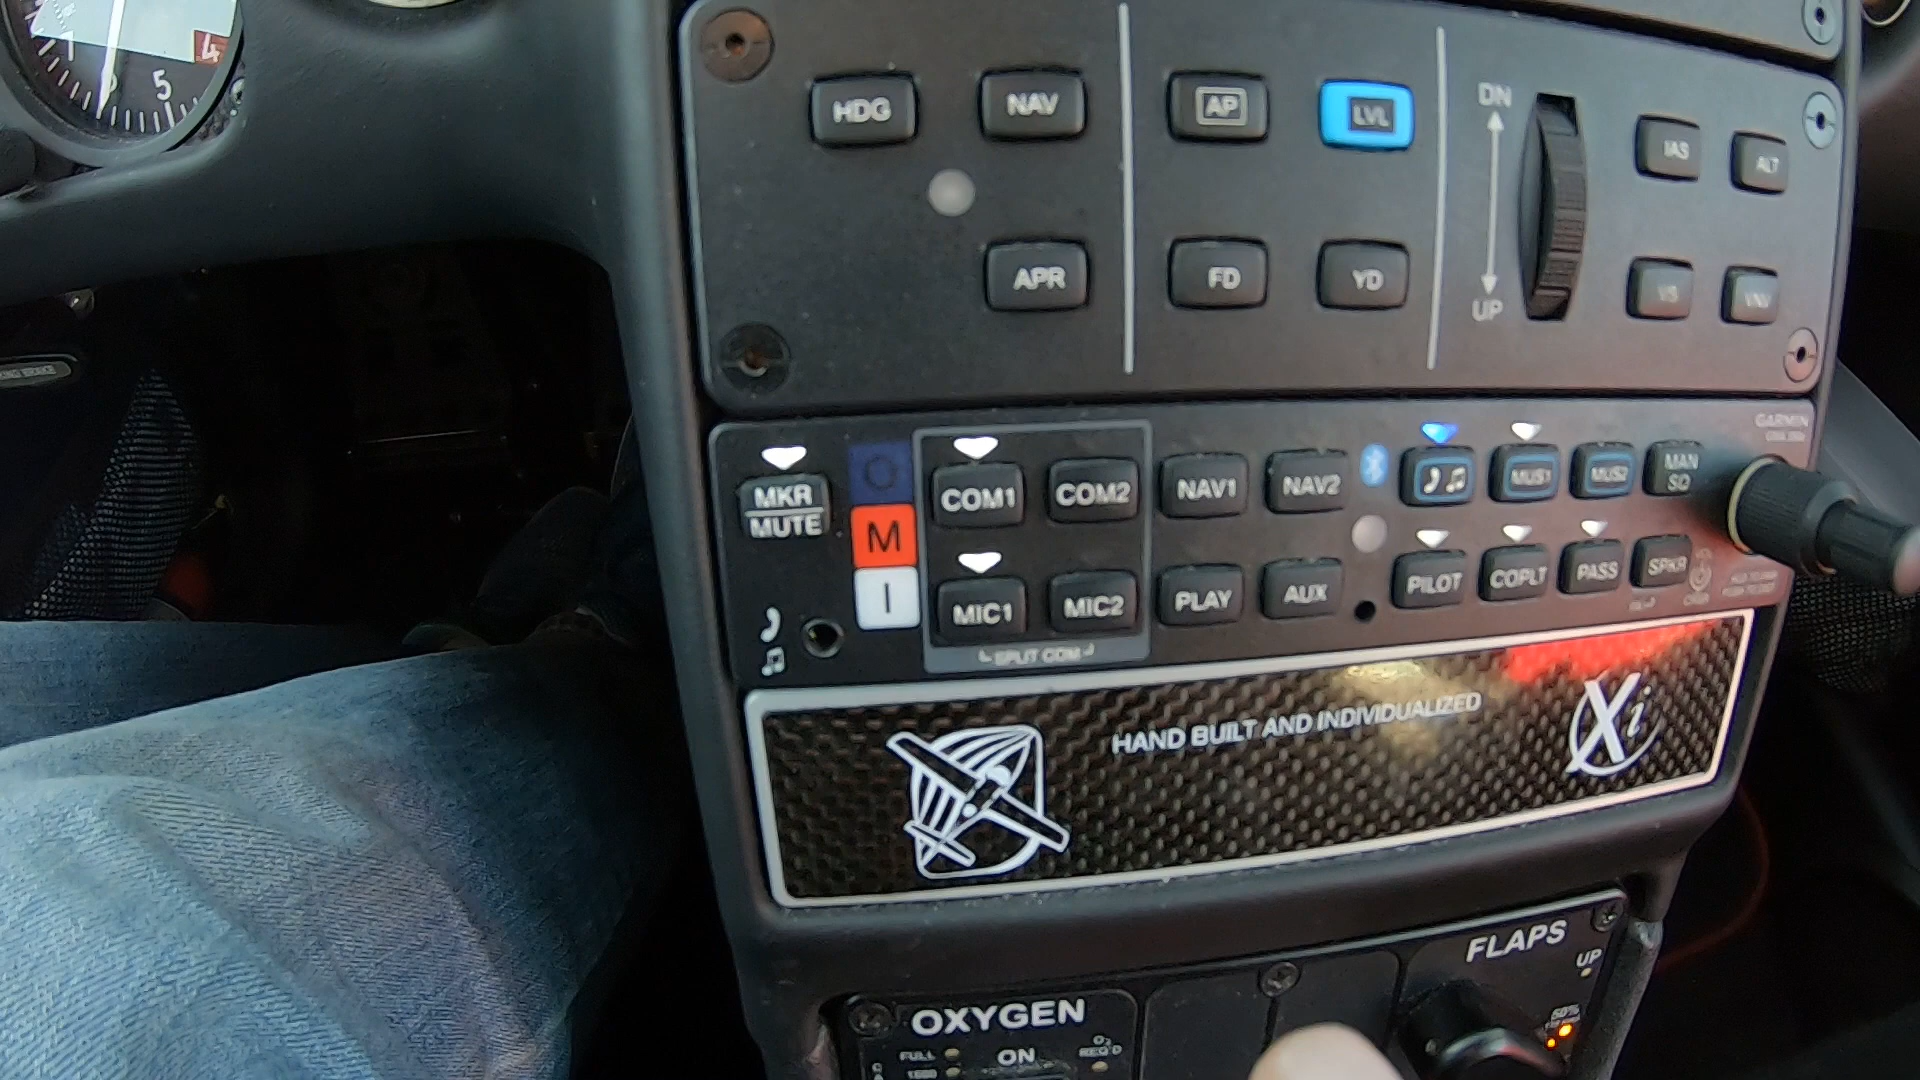 4
5
HDG NAV AP LVL DN IAS ALT
APR FD YD UP VS VNV
GARMIN
MKR MUTE O COM1 COM2 NAV1 NAV2 MUS1 MUS2 MAN SQ
M
I MIC1 MIC2 PLAY AUX PILOT COPLT PASS SPKR
SPLIT COM
HAND BUILT AND INDIVIDUALIZED Xi
FLAPS
UP
50%
OXYGEN
FULL ON O2 REQ'D